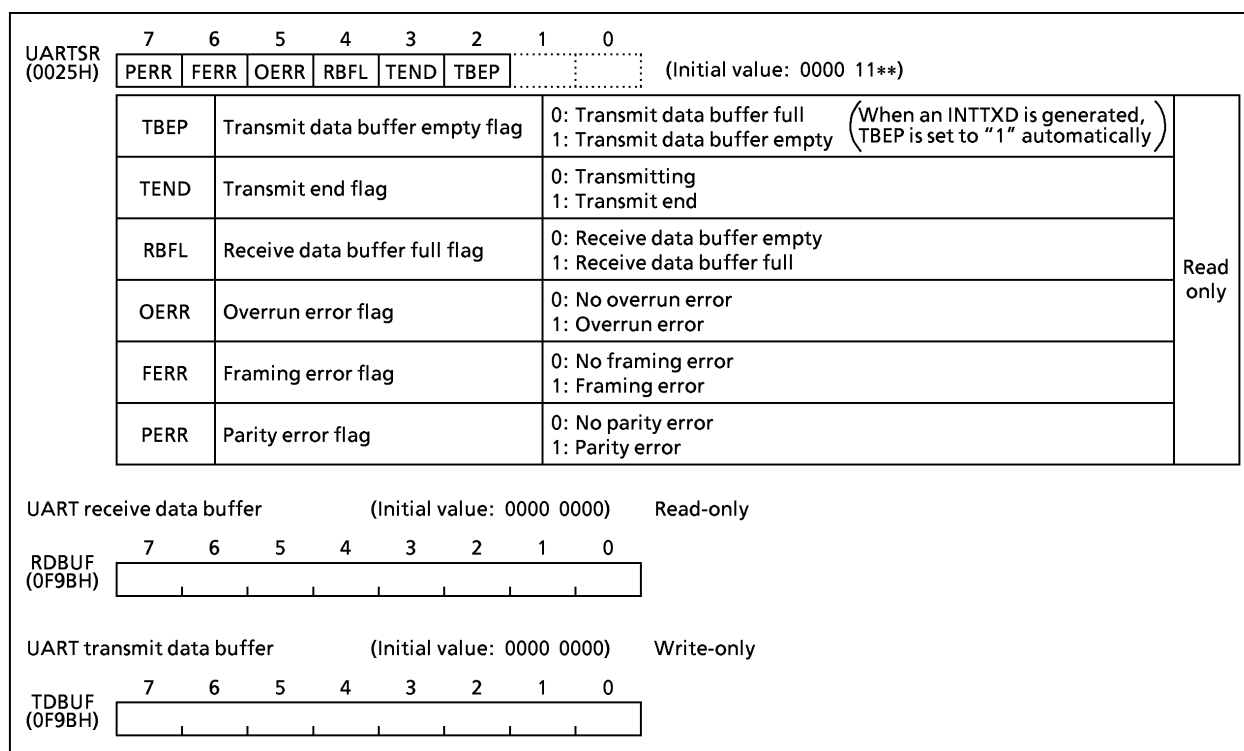 7 6 5 4 3 2 1 0
UARTSR
(0025H)
PERR FERR OERR RBFL TEND TBEP (Initial value: 0000 11**)
TBEP Transmit data buffer empty flag
0: Transmit data buffer full
1: Transmit data buffer empty
(When an INTTXD is generated,
TBEP is set to "1" automatically)
TEND Transmit end flag
0: Transmitting
1: Transmit end
RBFL Receive data buffer full flag
0: Receive data buffer empty
1: Receive data buffer full
OERR Overrun error flag
0: No overrun error
1: Overrun error
FERR Framing error flag
0: No framing error
1: Framing error
PERR Parity error flag
0: No parity error
1: Parity error
Read
only
UART receive data buffer (Initial value: 0000 0000) Read-only
7 6 5 4 3 2 1 0
RDBUF
(0F9BH)
UART transmit data buffer (Initial value: 0000 0000) Write-only
7 6 5 4 3 2 1 0
TDBUF
(0F9BH)